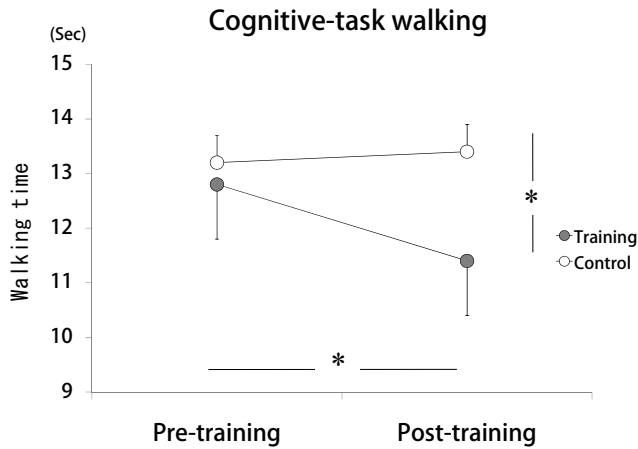 Cognitive-task walking
(Sec)
15
14
13
12
11
10
9
Walking time
*
*
Training
Control
Pre-training
Post-training